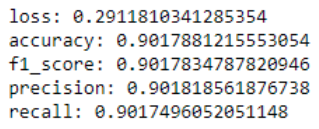 loss: 0.2911810341285354
accuracy: 0.9017881215553054
f1_score: 0.9017834787820946
precision: 0.901818561876738
recall: 0.9017496052051148